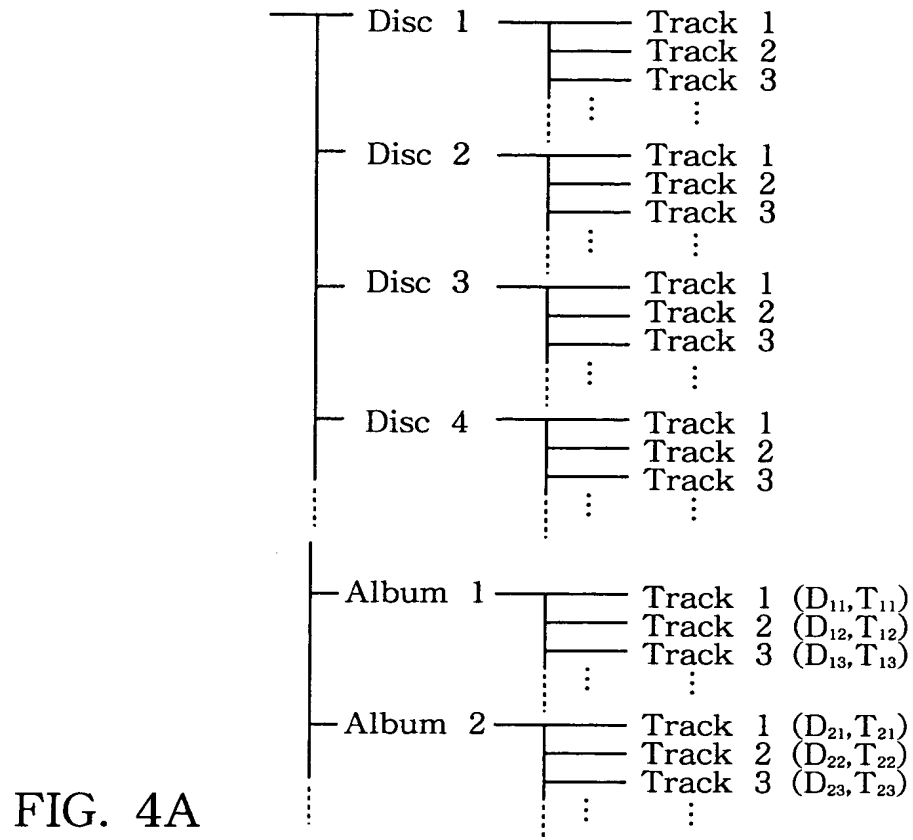 Disc 1 Track 1
Track 2
Track 3
⋮ ⋮
Disc 2 Track 1
Track 2
Track 3
⋮ ⋮
Disc 3 Track 1
Track 2
Track 3
⋮ ⋮
Disc 4 Track 1
Track 2
Track 3
⋮ ⋮
Album 1 Track 1 (D₁₁,T₁₁)
Track 2 (D₁₂,T₁₂)
Track 3 (D₁₃,T₁₃)
⋮ ⋮
Album 2 Track 1 (D₂₁,T₂₁)
Track 2 (D₂₂,T₂₂)
Track 3 (D₂₃,T₂₃)
⋮ ⋮
FIG. 4A